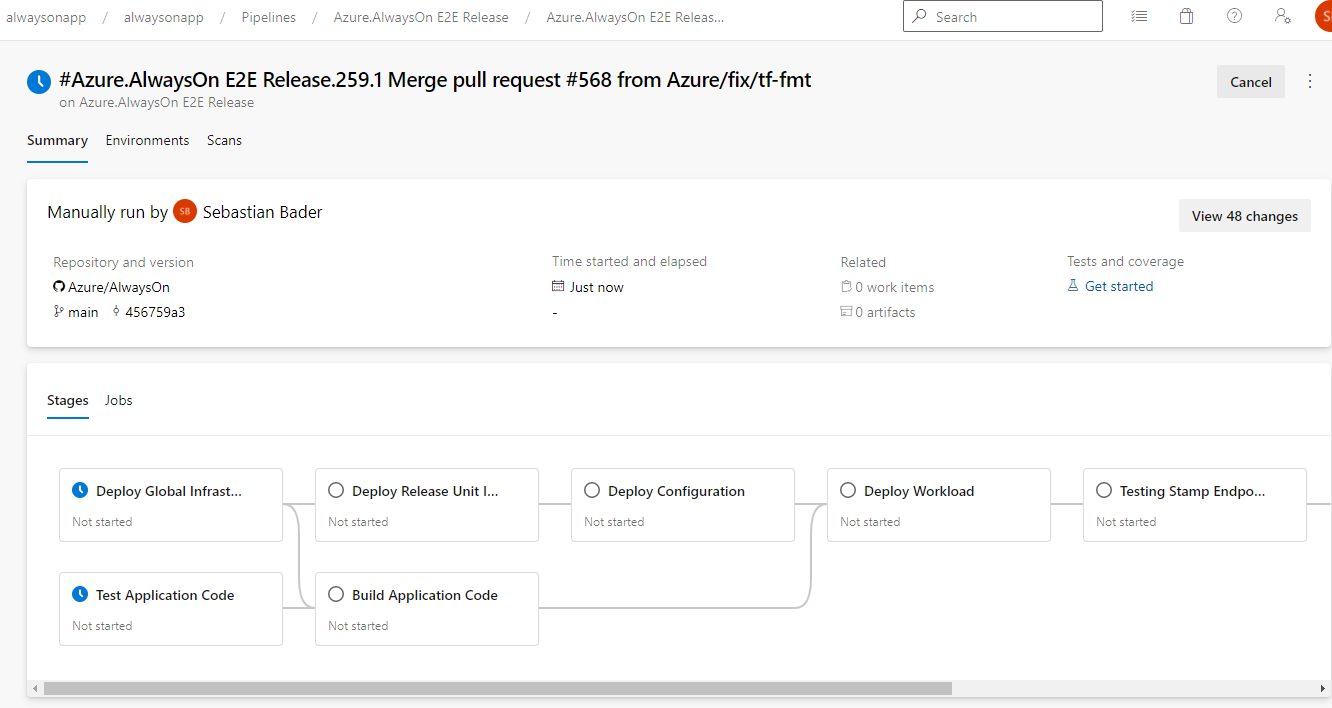 alwaysonapp / alwaysonapp / Pipelines / Azure.AlwaysOn E2E Release / Azure.AlwaysOn E2E Releas... Search
#Azure.AlwaysOn E2E Release.259.1 Merge pull request #568 from Azure/fix/tf-fmt Cancel
on Azure.AlwaysOn E2E Release
Summary Environments Scans
Manually run by SB Sebastian Bader View 48 changes
Repository and version Time started and elapsed Related Tests and coverage
Azure/AlwaysOn Just now 0 work items Get started
main 456759a3 - 0 artifacts
Stages Jobs
Deploy Global Infrast... Deploy Release Unit I... Deploy Configuration Deploy Workload Testing Stamp Endpo...
Not started Not started Not started Not started Not started
Test Application Code Build Application Code
Not started Not started